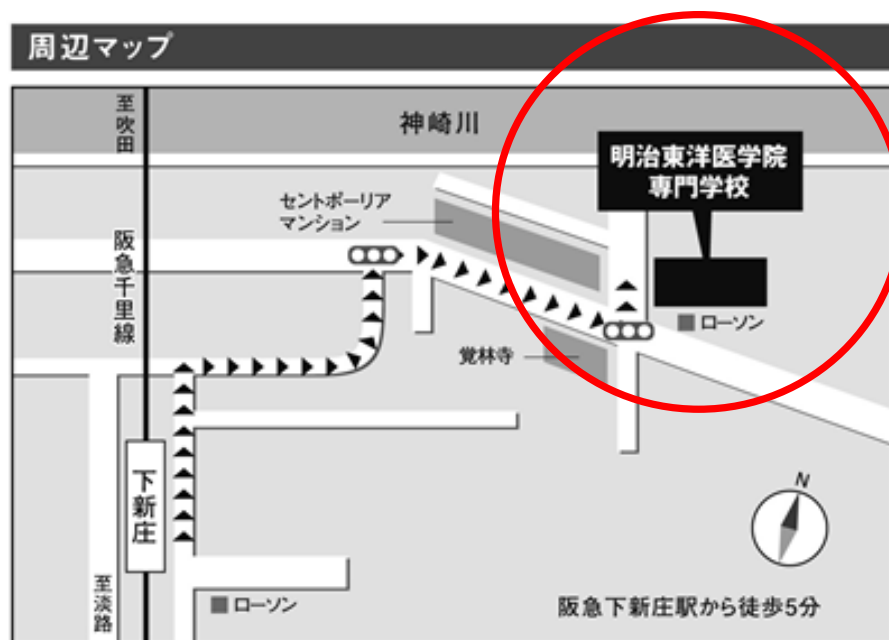 周辺マップ
至吹田
神崎川
明治東洋医学院
専門学校
セントポーリア
マンション
阪急千里線
ローソン
覚林寺
下新庄
N
至淡路
ローソン
阪急下新庄駅から徒歩5分